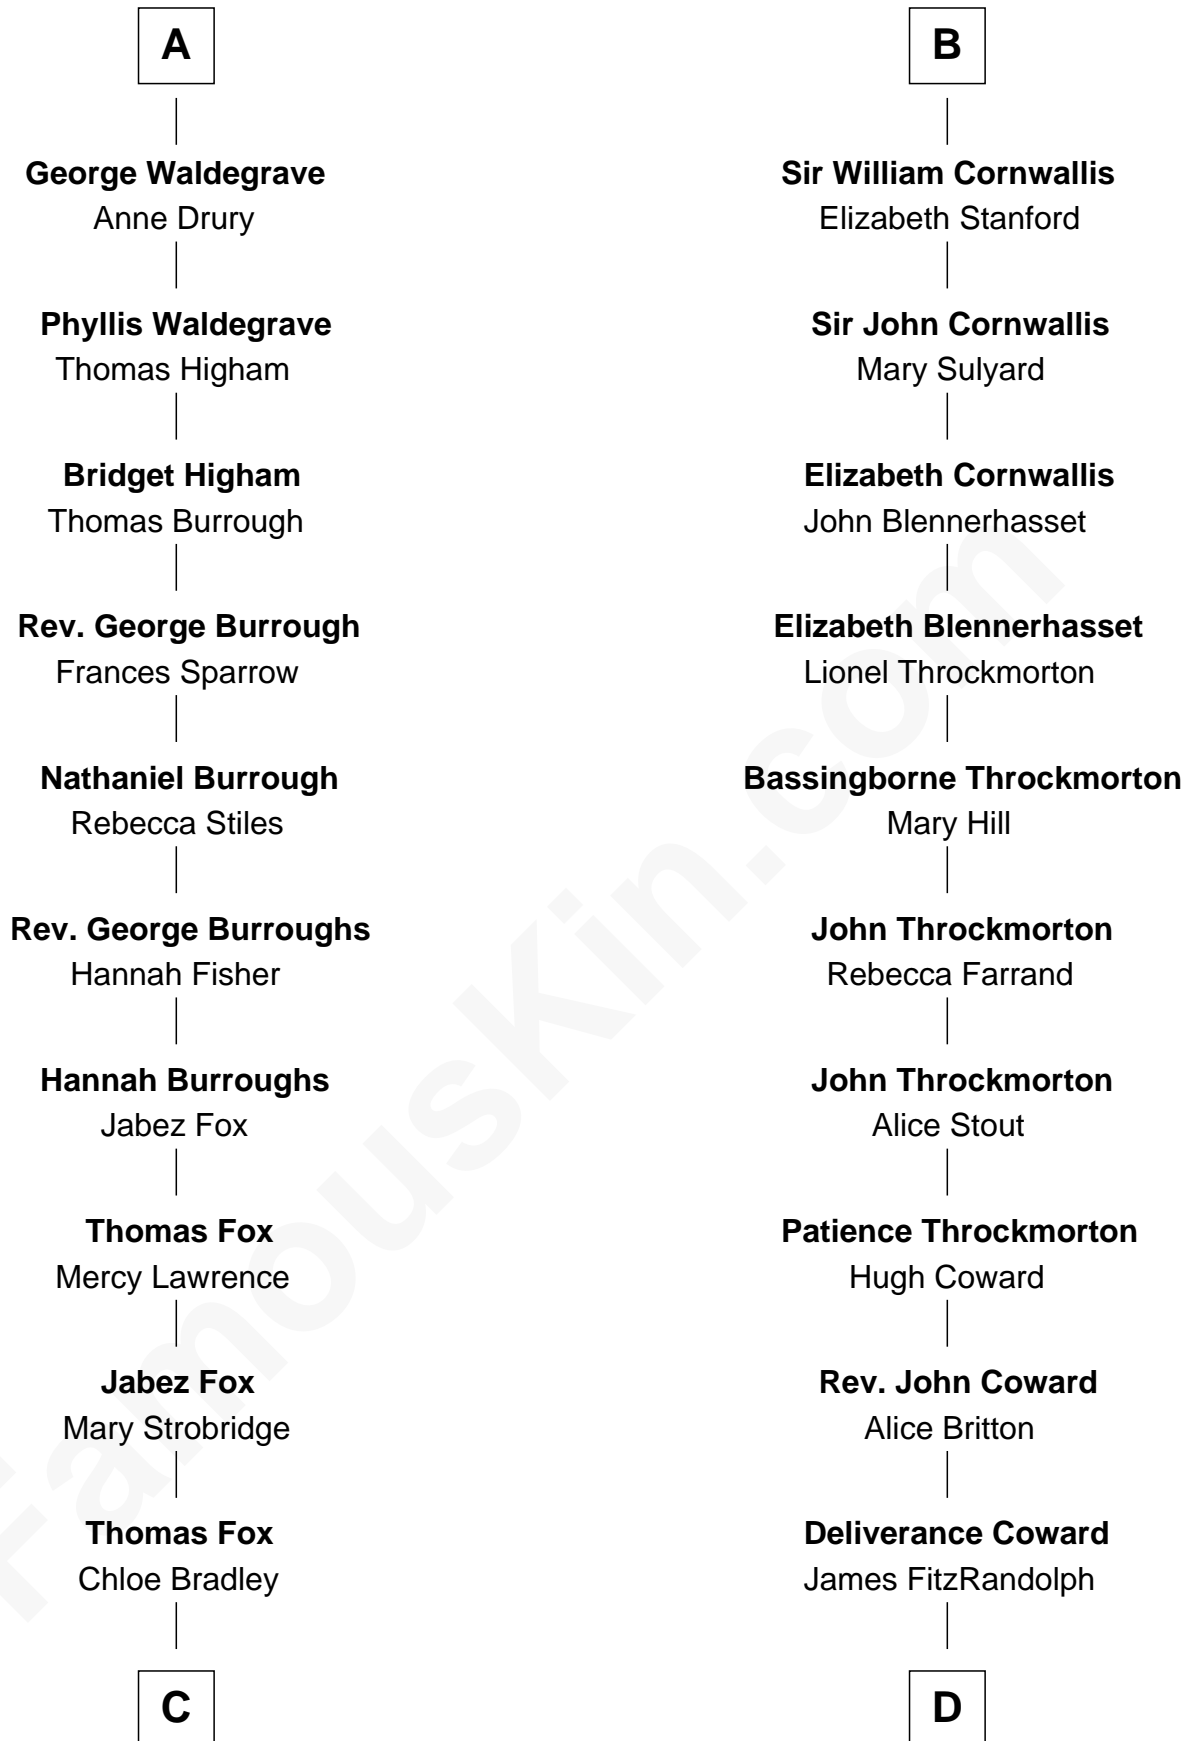 A
George Waldegrave
Anne Drury
Phyllis Waldegrave
Thomas Higham
Bridget Higham
Thomas Burrough
Rev. George Burrough
Frances Sparrow
Nathaniel Burrough
Rebecca Stiles
Rev. George Burroughs
Hannah Fisher
Hannah Burroughs
Jabez Fox
Thomas Fox
Mercy Lawrence
Jabez Fox
Mary Strobridge
Thomas Fox
Chloe Bradley
C
B
Sir William Cornwallis
Elizabeth Stanford
Sir John Cornwallis
Mary Sulyard
Elizabeth Cornwallis
John Blennerhasset
Elizabeth Blennerhasset
Lionel Throckmorton
Bassingborne Throckmorton
Mary Hill
John Throckmorton
Rebecca Farrand
John Throckmorton
Alice Stout
Patience Throckmorton
Hugh Coward
Rev. John Coward
Alice Britton
Deliverance Coward
James FitzRandolph
D
FamousKin.com